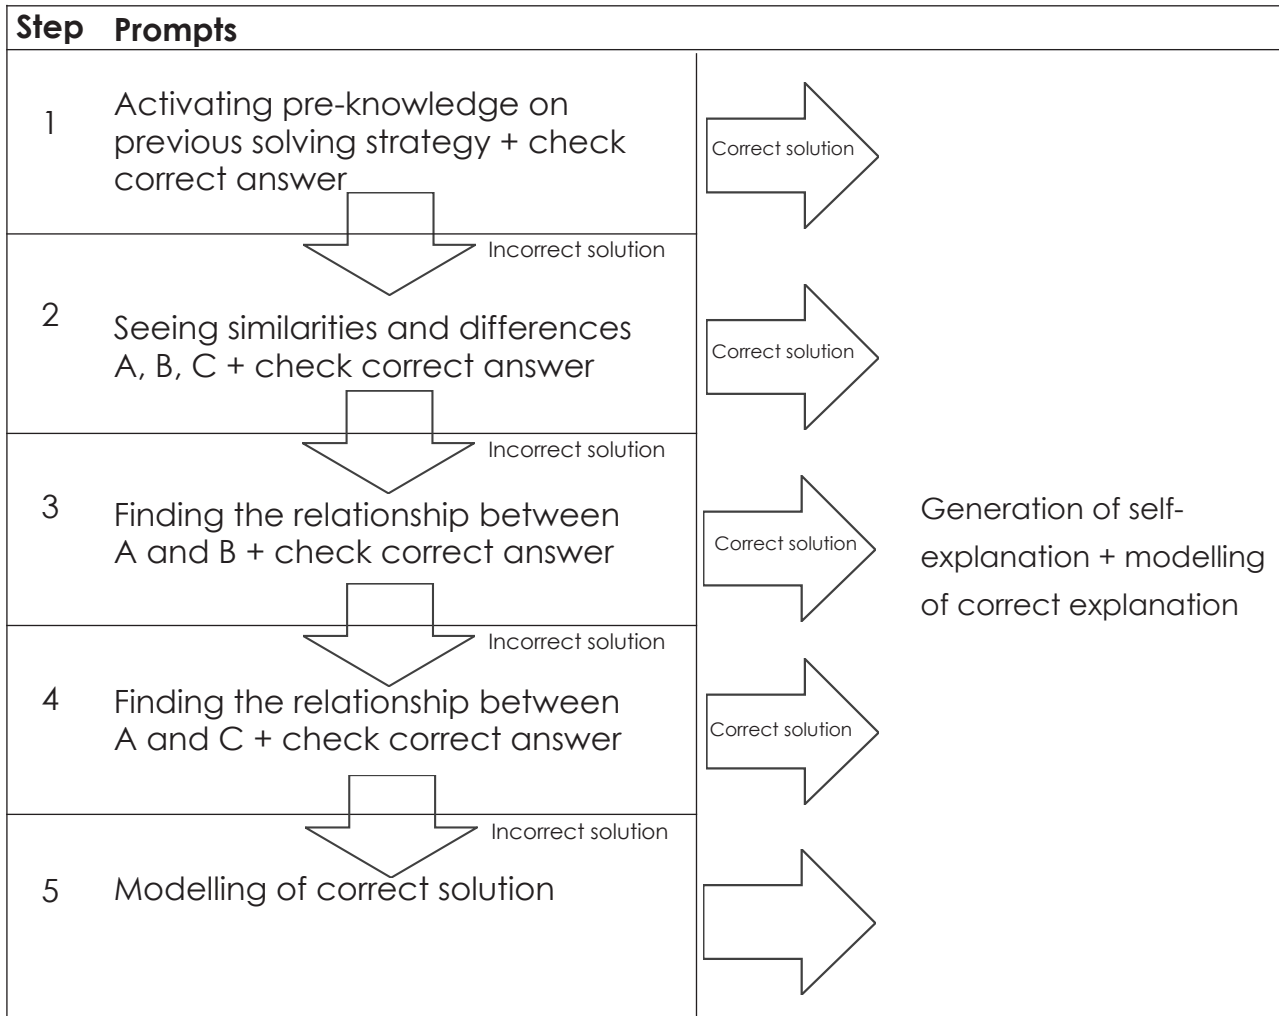 Step Prompts
1
Activating pre-knowledge on
previous solving strategy + check
correct answer
Correct solution
Incorrect solution
2
Seeing similarities and differences
A, B, C + check correct answer
Correct solution
Incorrect solution
3
Finding the relationship between
A and B + check correct answer
Correct solution
Generation of self-
explanation + modelling
of correct explanation
Incorrect solution
4
Finding the relationship between
A and C + check correct answer
Correct solution
Incorrect solution
5
Modelling of correct solution